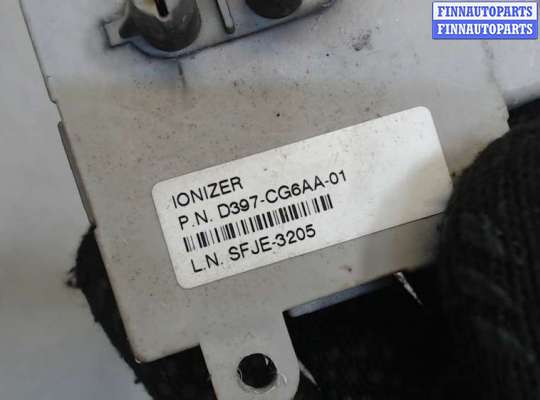 FINNAUTOPARTS
FINNAUTOPARTS
IONIZER
P.N. D397-CG6AA-01
L.N. SFJE-3205